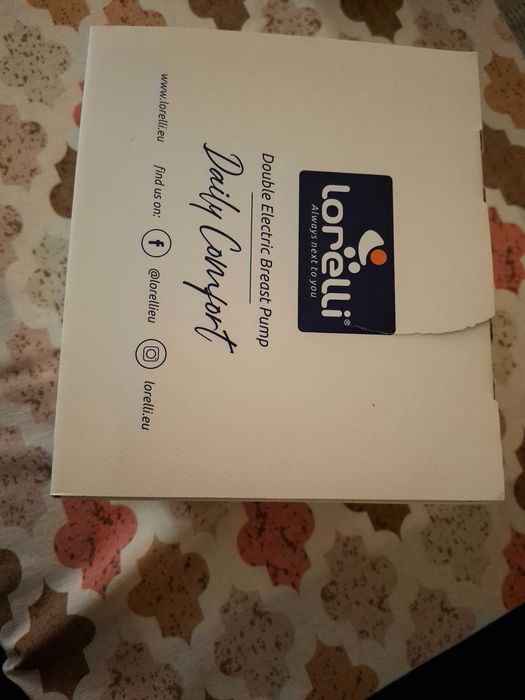 lorelli®
Always next to you
Double Electric Breast Pump
Daily Comfort
www.lorelli.eu find us on: f @lorellieu lorelli.eu